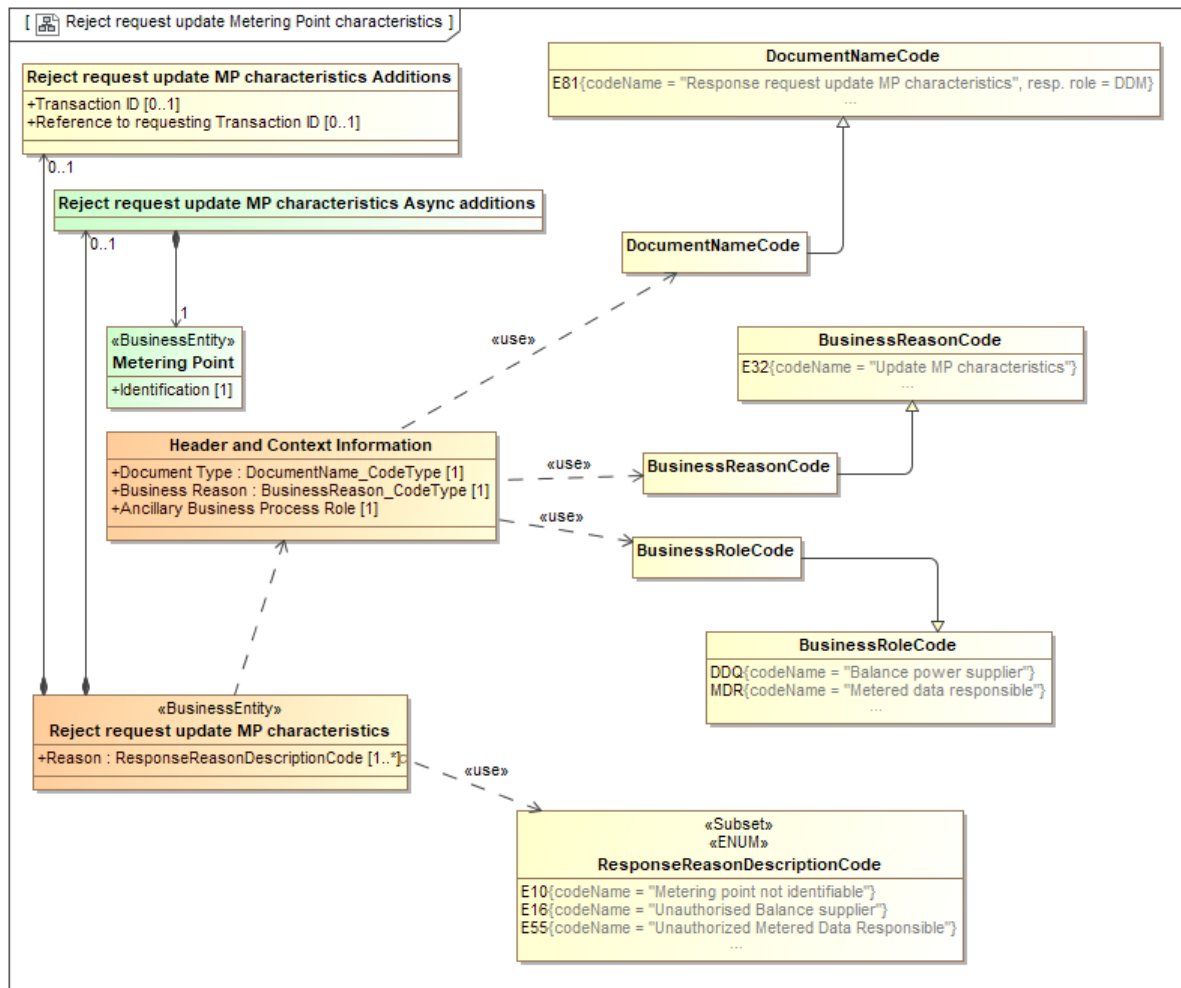 [ Reject request update Metering Point characteristics ]
DocumentNameCode
E81{codeName = "Response request update MP characteristics", resp. role = DDM}
...
Reject request update MP characteristics Additions
+Transaction ID [0..1]
+Reference to requesting Transaction ID [0..1]
0..1
Reject request update MP characteristics Async additions
0..1
DocumentNameCode
1
«BusinessEntity»
Metering Point
+Identification [1]
«use»
BusinessReasonCode
E32{codeName = "Update MP characteristics"}
...
Header and Context Information
+Document Type : DocumentName_CodeType [1]
+Business Reason : BusinessReason_CodeType [1]
+Ancillary Business Process Role [1]
«use»
BusinessReasonCode
«use»
BusinessRoleCode
BusinessRoleCode
DDQ{codeName = "Balance power supplier"}
MDR{codeName = "Metered data responsible"}
...
«BusinessEntity»
Reject request update MP characteristics
+Reason : ResponseReasonDescriptionCode [1..*]
«use»
«Subset»
«ENUM»
ResponseReasonDescriptionCode
E10{codeName = "Metering point not identifiable"}
E16{codeName = "Unauthorised Balance supplier"}
E55{codeName = "Unauthorized Metered Data Responsible"}
...